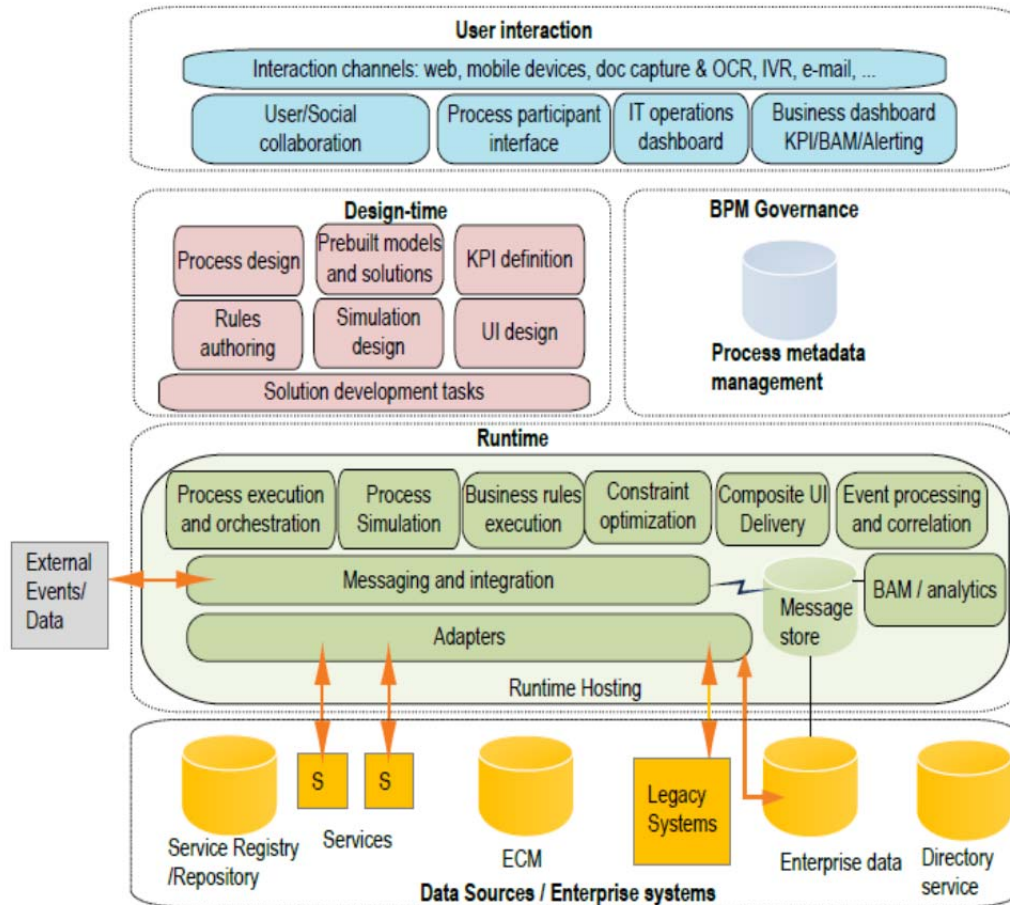 User interaction
Interaction channels: web, mobile devices, doc capture & OCR, IVR, e-mail, ...
User/Social
collaboration
Process participant
interface
IT operations
dashboard
Business dashboard
KPI/BAM/Alerting
Design-time
Process design
Prebuilt models
and solutions
KPI definition
Rules
authoring
Simulation
design
UI design
Solution development tasks
BPM Governance
Process metadata
management
Runtime
Process execution
and orchestration
Process
Simulation
Business rules
execution
Constraint
optimization
Composite UI
Delivery
Event processing
and correlation
External
Events/
Data
Messaging and integration
Message
store
BAM / analytics
Adapters
Runtime Hosting
Service Registry
/Repository
S
S
Services
ECM
Legacy
Systems
Enterprise data
Directory
service
Data Sources / Enterprise systems